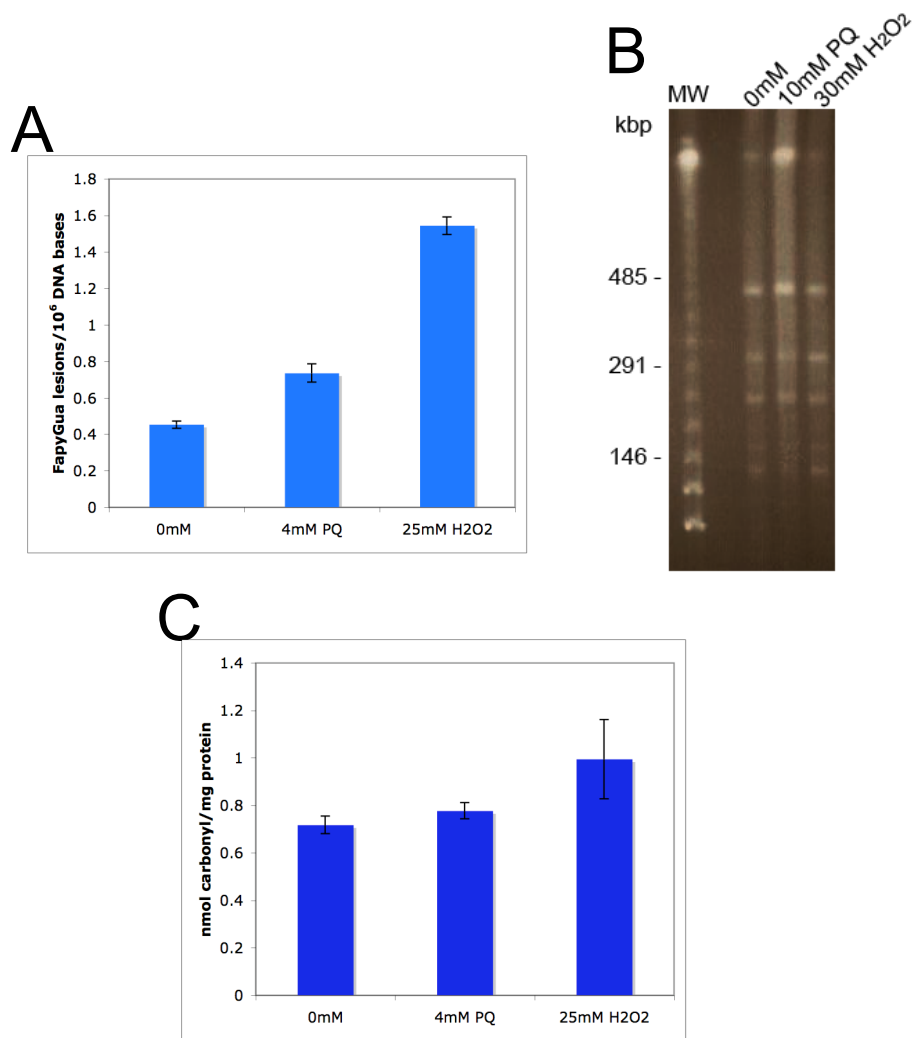 A
FapyGua lesions/10⁶ DNA bases
1.8
1.6
1.4
1.2
1
0.8
0.6
0.4
0.2
0
0mM
4mM PQ
25mM H2O2
B
MW
0mM
10mM PQ
30mM H2O2
kbp
485 -
291 -
146 -
C
nmol carbonyl/mg protein
1.4
1.2
1
0.8
0.6
0.4
0.2
0
0mM
4mM PQ
25mM H2O2